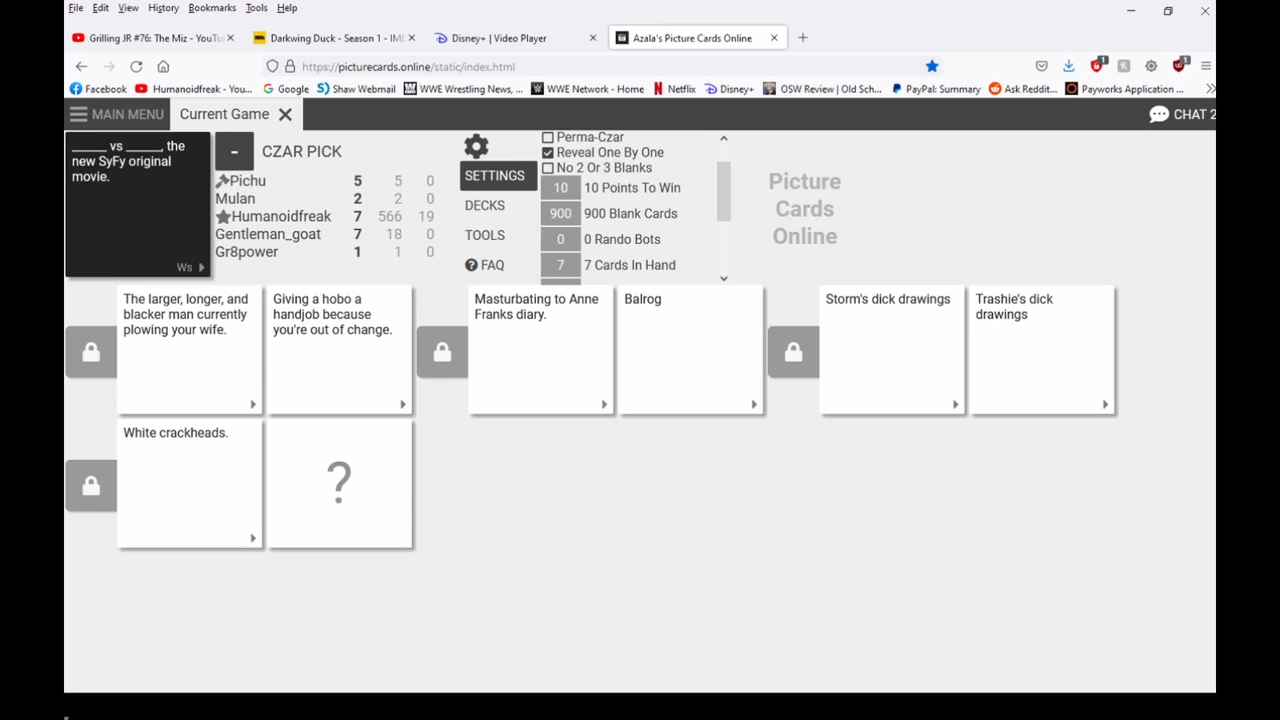 File Edit View History Bookmarks Tools Help
Grilling JR #76: The Miz - YouTu
Darkwing Duck - Season 1 - IMD
Disney+ | Video Player
Azala's Picture Cards Online
https://picturecards.online/static/index.html
Facebook Humanoidfreak - You... Google Shaw Webmail WWE Wrestling News, ... WWE Network - Home Netflix Disney+ OSW Review | Old Sch... PayPal: Summary Ask Reddit... Payworks Application ...
MAIN MENU Current Game CHAT 2
_____ vs _____, the
new SyFy original
movie.
Ws
- CZAR PICK
Pichu 5 5 0
Mulan 2 2 0
Humanoidfreak 7 566 19
Gentleman_goat 7 18 0
Gr8power 1 1 0
SETTINGS
DECKS
TOOLS
? FAQ
Perma-Czar
Reveal One By One
No 2 Or 3 Blanks
10 10 Points To Win
900 900 Blank Cards
0 0 Rando Bots
7 7 Cards In Hand
Picture
Cards
Online
The larger, longer, and
blacker man currently
plowing your wife.
Giving a hobo a
handjob because
you're out of change.
Masturbating to Anne
Franks diary.
Balrog
Storm's dick drawings
Trashie's dick
drawings
White crackheads.
?